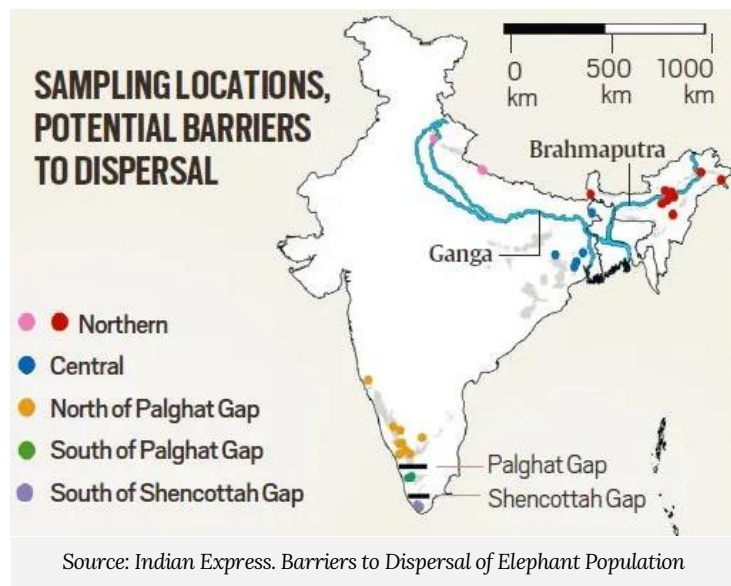 SAMPLING LOCATIONS,
POTENTIAL BARRIERS
TO DISPERSAL
0 500 1000
km km km
Brahmaputra
Ganga
Northern
Central
North of Palghat Gap
South of Palghat Gap
South of Shencottah Gap
Palghat Gap
Shencottah Gap
Source: Indian Express. Barriers to Dispersal of Elephant Population